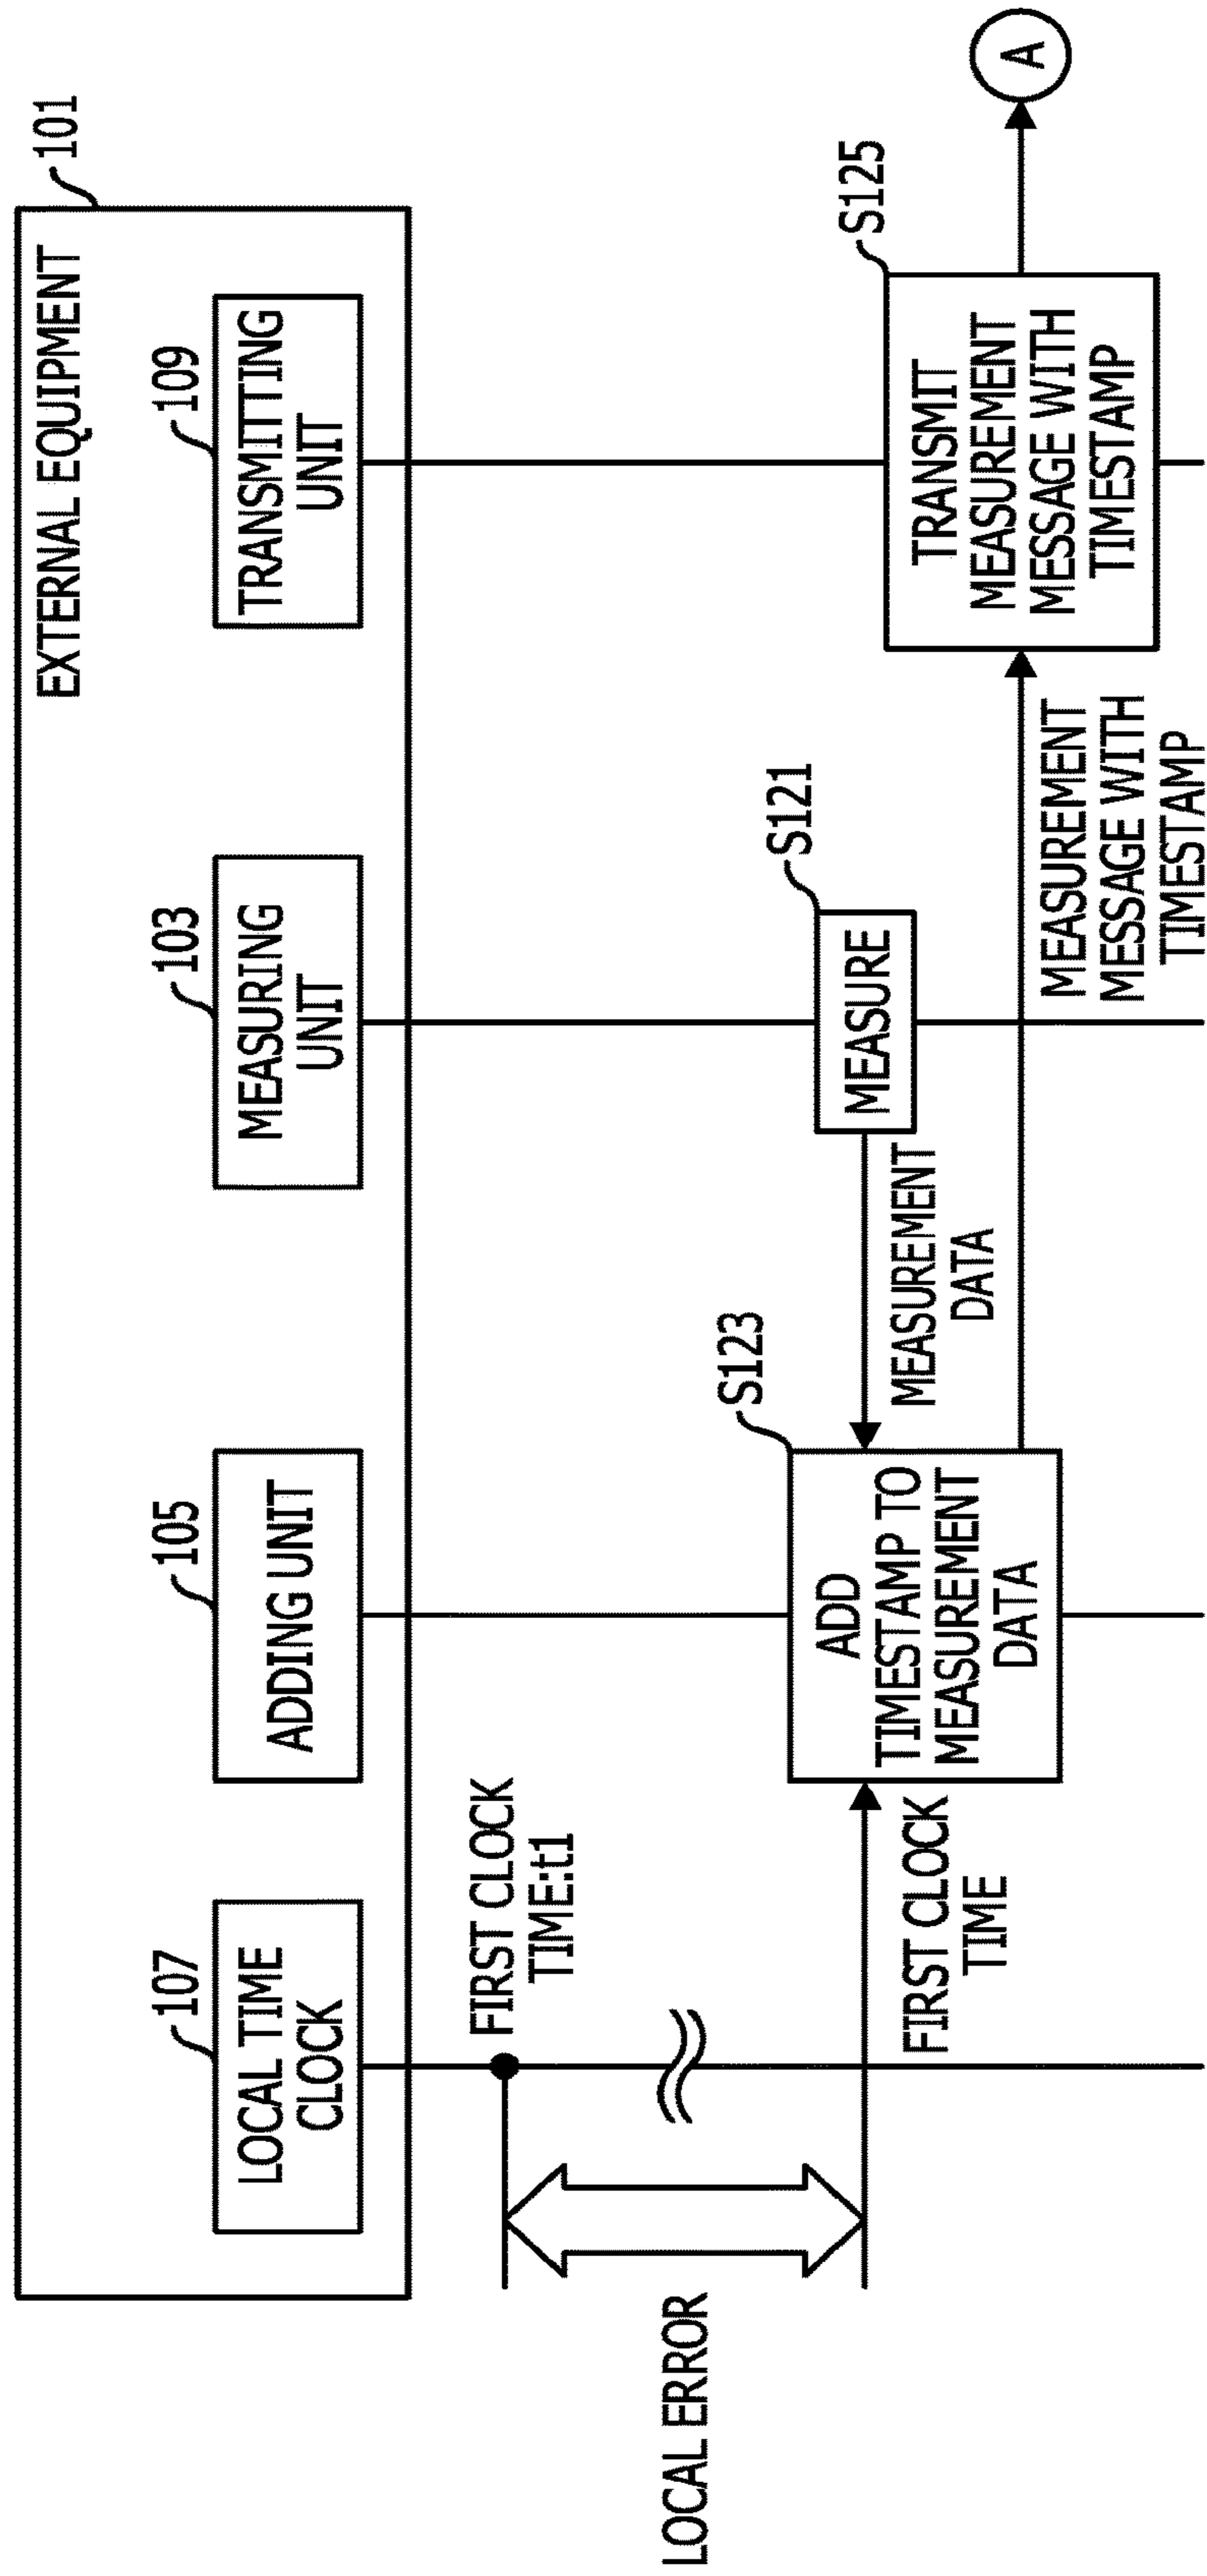 101
EXTERNAL EQUIPMENT
107
LOCAL TIME
CLOCK
105
ADDING UNIT
103
MEASURING
UNIT
109
TRANSMITTING
UNIT
FIRST CLOCK
TIME:t1
LOCAL ERROR
S123
ADD
TIMESTAMP TO
MEASUREMENT
DATA
FIRST CLOCK
TIME
S121
MEASURE
MEASUREMENT
DATA
S125
TRANSMIT
MEASUREMENT
MESSAGE WITH
TIMESTAMP
MEASUREMENT
MESSAGE WITH
TIMESTAMP
A